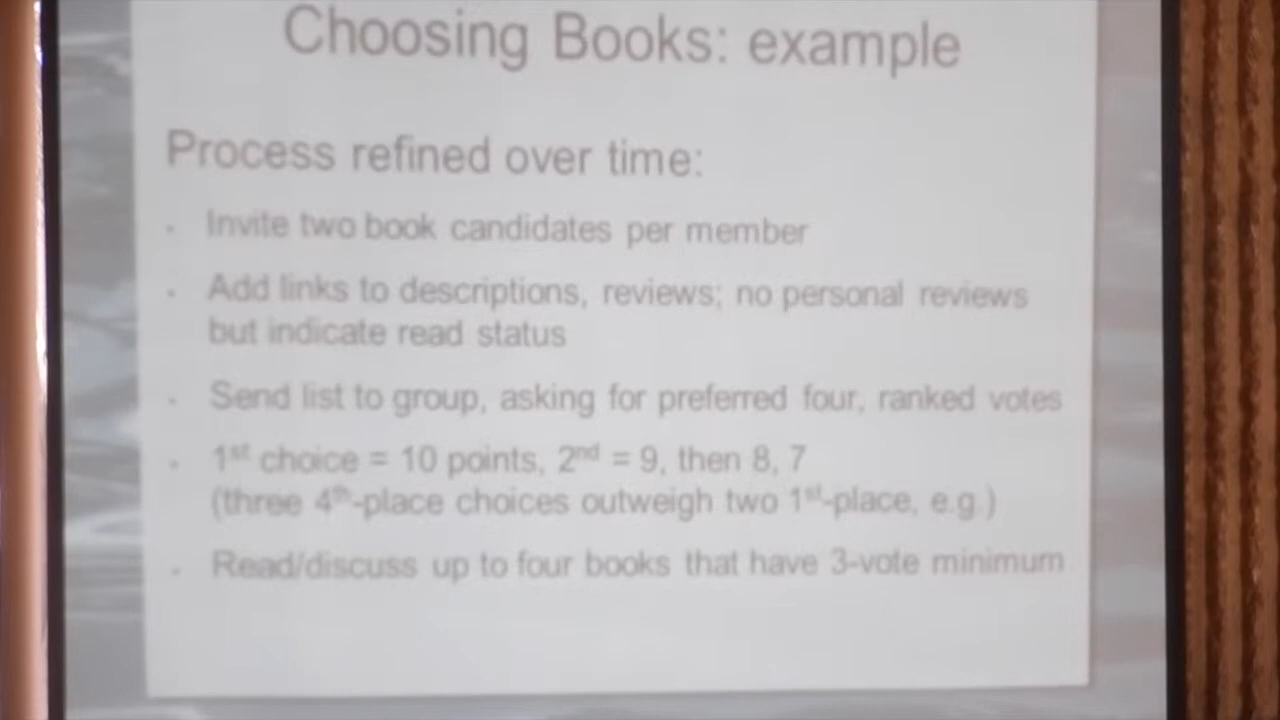 Choosing Books: example
Process refined over time:
Invite two book candidates per member
Add links to descriptions, reviews; no personal reviews
but indicate read status
Send list to group, asking for preferred four, ranked votes
1st choice = 10 points, 2nd = 9, then 8, 7
(three 4th-place choices outweigh two 1st-place, e.g.)
Read/discuss up to four books that have 3-vote minimum